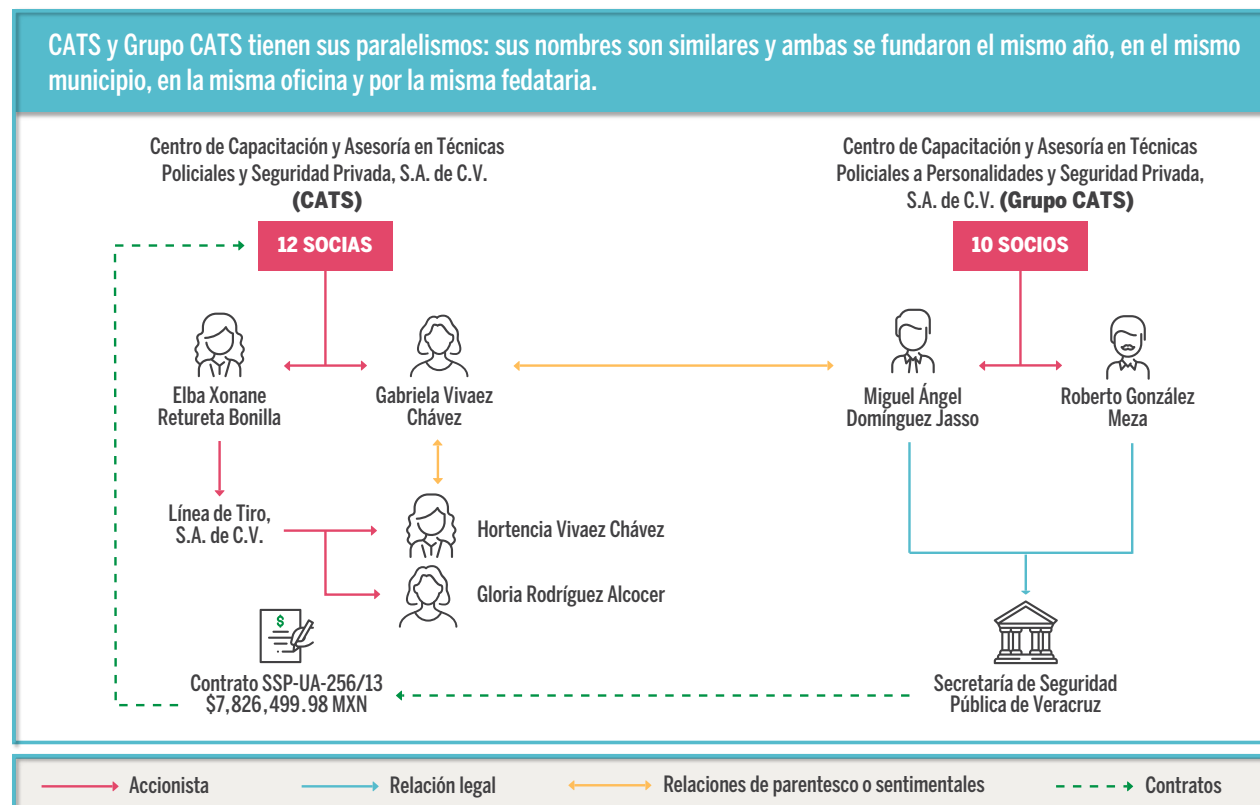 CATS y Grupo CATS tienen sus paralelismos: sus nombres son similares y ambas se fundaron el mismo año, en el mismo
municipio, en la misma oficina y por la misma fedataria.
Centro de Capacitación y Asesoría en Técnicas
Policiales y Seguridad Privada, S.A. de C.V.
(CATS)
12 SOCIAS
Centro de Capacitación y Asesoría en Técnicas
Policiales a Personalidades y Seguridad Privada,
S.A. de C.V. (Grupo CATS)
10 SOCIOS
Elba Xonane
Retureta Bonilla
Gabriela Vivaez
Chávez
Miguel Ángel
Domínguez Jasso
Roberto González
Meza
Línea de Tiro,
S.A. de C.V.
Hortencia Vivaez Chávez
Gloria Rodríguez Alcocer
$
Contrato SSP-UA-256/13
$7,826,499.98 MXN
Secretaría de Seguridad
Pública de Veracruz
Accionista
Relación legal
Relaciones de parentesco o sentimentales
Contratos